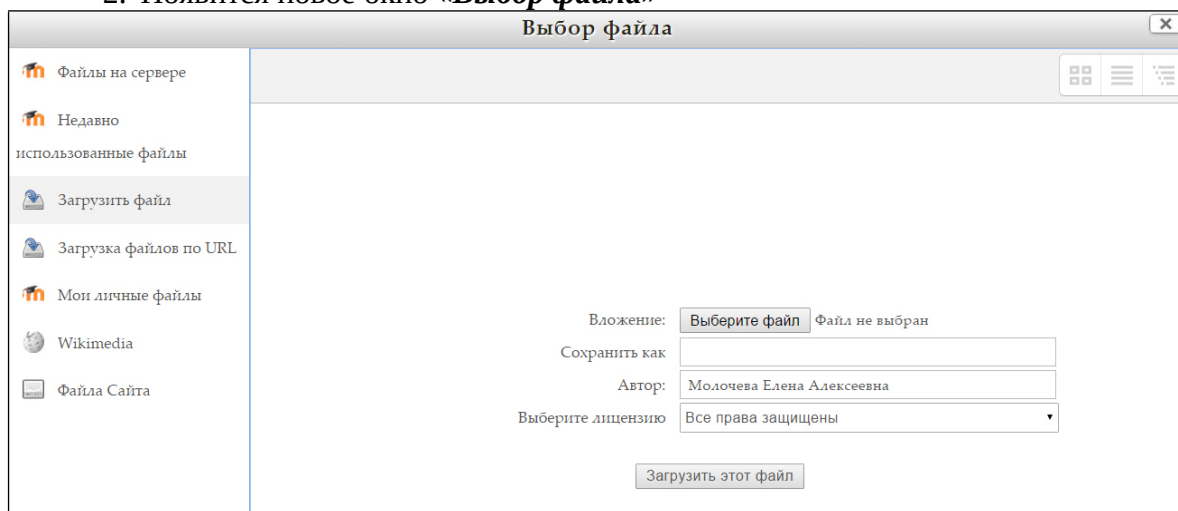 2. Появится новое окно «Выбор файла»
Выбор файла
Файлы на сервере
Недавно
использованные файлы
Загрузить файл
Загрузка файлов по URL
Мои личные файлы
Wikimedia
Файла Сайта
Вложение: Выберите файл Файл не выбран
Сохранить как
Автор: Молочева Елена Алексеевна
Выберите лицензию Все права защищены
Загрузить этот файл